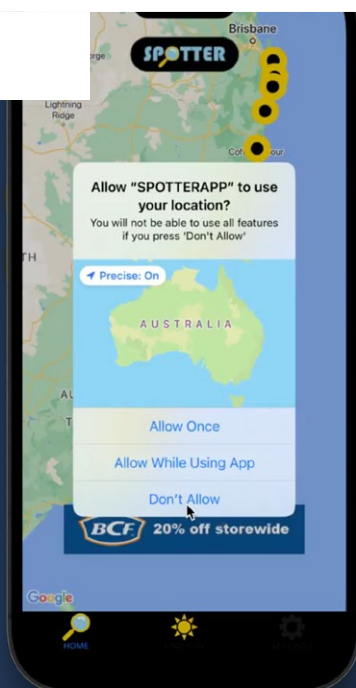 Brisbane
SPOTTER
Lightning
Ridge
Allow “SPOTTERAPP” to use
your location?
You will not be able to use all features
if you press 'Don't Allow'
TH
Precise: On
AUSTRALIA
Allow Once
Allow While Using App
Don't Allow
BCF 20% off storewide
Google
HOME